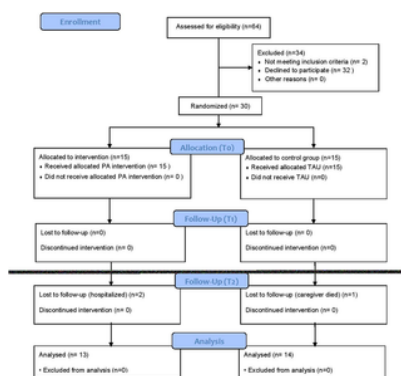 Enrollment
Assessed for eligibility (n=64)
Excluded (n=34)
• Not meeting inclusion criteria (n= 2)
• Declined to participate (n= 32 )
• Other reasons (n= 0)
Randomized (n= 30)
Allocation (T0)
Allocated to intervention (n=15)
• Received allocated PA intervention (n= 15 )
• Did not receive allocated PA intervention (n= 0 )
Allocated to control group (n=15)
• Received allocated TAU (n=15)
• Did not receive TAU (n=0)
Follow-Up (T1)
Lost to follow-up (n=0)
Discontinued intervention (n= 0)
Lost to follow-up (n= 0)
Discontinued intervention (n=0)
Follow-Up (T2)
Lost to follow-up (hospitalized) (n=2)
Discontinued intervention (n= 0)
Lost to follow-up (caregiver died) (n=1)
Discontinued intervention (n= 0)
Analysis
Analysed (n= 13)
• Excluded from analysis (n=0)
Analysed (n= 14)
• Excluded from analysis (n=0)